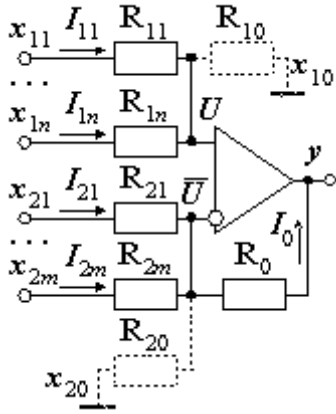 x11 I11 R11 R10
x10
. . .
x1n I1n R1n U
x21 I21 R21 U̅ y
. . .
x2m I2m R2m R0 I0
R20
x20